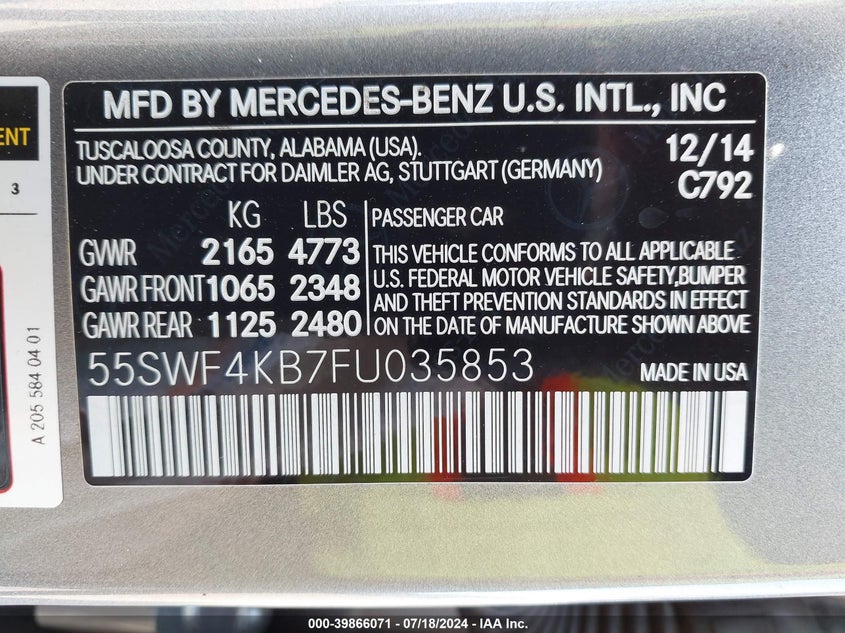 MFD BY MERCEDES-BENZ U.S. INTL., INC
TUSCALOOSA COUNTY, ALABAMA (USA).
UNDER CONTRACT FOR DAIMLER AG, STUTTGART (GERMANY)
12/14
C792
KG LBS
GWWR 2165 4773
GAWR FRONT 1065 2348
GAWR REAR 1125 2480
PASSENGER CAR
THIS VEHICLE CONFORMS TO ALL APPLICABLE
U.S. FEDERAL MOTOR VEHICLE SAFETY,BUMPER
AND THEFT PREVENTION STANDARDS IN EFFECT
ON THE DATE OF MANUFACTURE SHOWN ABOVE
55SWF4KB7FU035853
MADE IN USA
3
A 205 584 04 01
000-39866071 - 07/18/2024 - IAA Inc.